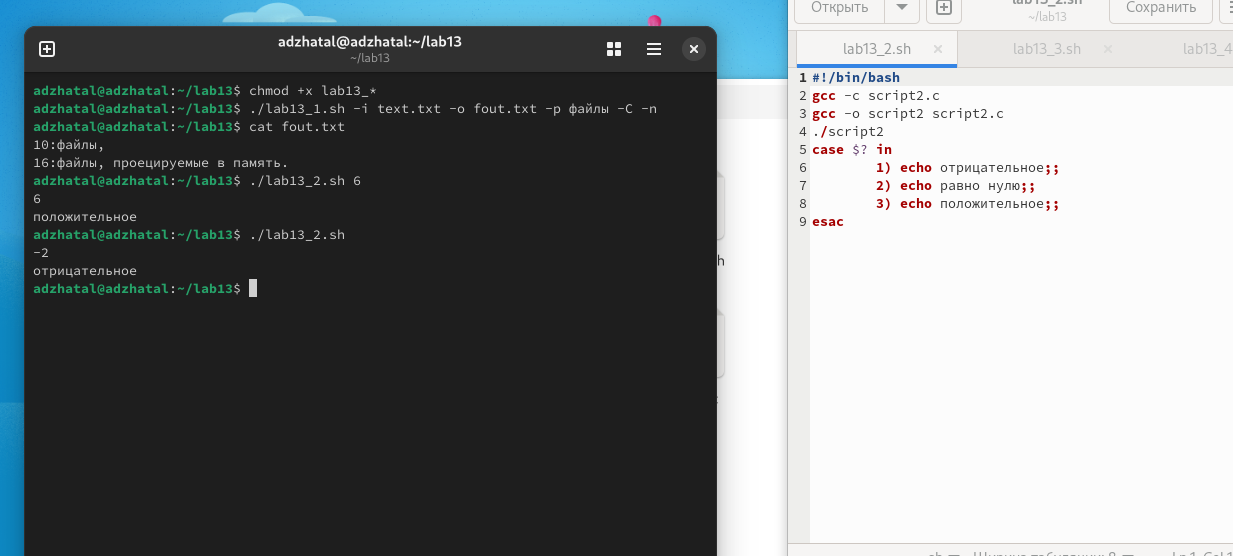 adzhatal@adzhatal:~/lab13
~/lab13
adzhatal@adzhatal:~/lab13$ chmod +x lab13_*
adzhatal@adzhatal:~/lab13$ ./lab13_1.sh -i text.txt -o fout.txt -p файлы -C -n
adzhatal@adzhatal:~/lab13$ cat fout.txt
10:файлы,
16:файлы, проецируемые в память.
adzhatal@adzhatal:~/lab13$ ./lab13_2.sh 6
6
положительное
adzhatal@adzhatal:~/lab13$ ./lab13_2.sh
-2
отрицательное
adzhatal@adzhatal:~/lab13$
h
Открыть
lab13_2.sh
~/lab13
Сохранить
lab13_2.sh
lab13_3.sh
lab13_4
1 #!/bin/bash
2 gcc -c script2.c
3 gcc -o script2 script2.c
4 ./script2
5 case $? in
6 1) echo отрицательное;;
7 2) echo равно нулю;;
8 3) echo положительное;;
9 esac